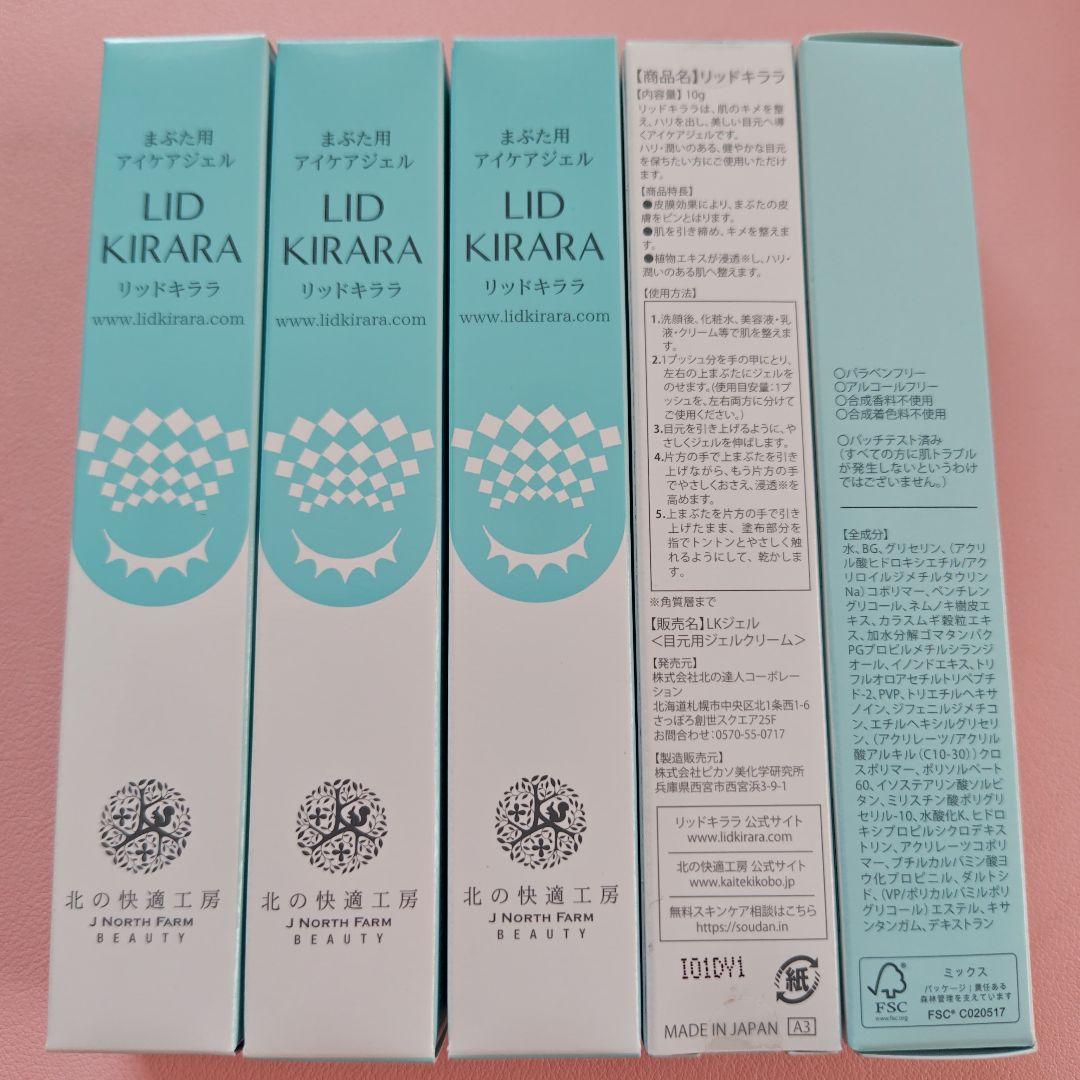 まぶた用
アイケアジェル
LID
KIRARA
リッドキララ
www.lidkirara.com
北の快適工房
J NORTH FARM
BEAUTY
まぶた用
アイケアジェル
LID
KIRARA
リッドキララ
www.lidkirara.com
北の快適工房
J NORTH FARM
BEAUTY
まぶた用
アイケアジェル
LID
KIRARA
リッドキララ
www.lidkirara.com
北の快適工房
J NORTH FARM
BEAUTY
【商品名】リッドキララ
【内容量】10g
リッドキララは、肌のキメを整
え、ハリを出し、美しい目元へ導
くアイケアジェルです。
ハリ・潤いのある、健やかな目元
を保ちたい方にご使用いただけ
ます。
【商品特長】
●皮膜効果により、まぶたの皮
膚をピンとはります。
●肌を引き締め、キメを整えま
す。
●植物エキスが浸透※し、ハリ・
潤いのある肌へ整えます。
【使用方法】
1.洗顔後、化粧水、美容液・乳
液・クリーム等で肌を整えま
す。
2.1プッシュ分を手の甲にとり、
左右の上まぶたにジェルを
のせます。(使用目安量:1プ
ッシュを、左右両方に分けて
ご使用ください。)
3.目元を引き上げるように、や
さしくジェルを伸ばします。
4.片方の手で上まぶたを引き
上げながら、もう片方の手
でやさしくおさえ、浸透※を
高めます。
5.上まぶたを片方の手で引き
上げたまま、塗布部分を
指でトントンとやさしく触
れるようにして、乾かしま
す。
※角質層まで
【販売名】LKジェル
<目元用ジェルクリーム>
【発売元】
株式会社北の達人コーポレー
ション
北海道札幌市中央区北1条西1-6
さっぽろ創世スクエア25F
お問合わせ:0570-55-0717
【製造販売元】
株式会社ピカソ美化学研究所
兵庫県西宮市西宮浜3-9-1
リッドキララ 公式サイト
www.lidkirara.com
北の快適工房 公式サイト
www.kaitekikobo.jp
無料スキンケア相談はこちら
https://soudan.in
I01DY1
紙
MADE IN JAPAN A3
○パラベンフリー
○アルコールフリー
○合成香料不使用
○合成着色料不使用
○パッチテスト済み
(すべての方に肌トラブル
が発生しないというわけ
ではございません。)
【全成分】
水、BG、グリセリン、(アクリ
ル酸ヒドロキシエチル/アク
リロイルジメチルタウリン
Na)コポリマー、ペンチレン
グリコール、ネムノキ樹皮エ
キス、カラスムギ穀粒エキ
ス、加水分解ゴマタンパク
PGプロピルメチルシランジ
オール、イノンドエキス、トリ
フルオロアセチルトリペプチ
ド-2、PVP、トリエチルヘキサ
ノイン、ジフェニルジメチコ
ン、エチルヘキシルグリセリ
ン、(アクリレーツ/アクリル
酸アルキル(C10-30))クロ
スポリマー、ポリソルベート
60、イソステアリン酸ソルビ
タン、ミリスチン酸ポリグリ
セリル-10、水酸化K、ヒドロ
キシプロピルシクロデキス
トリン、アクリレーツコポリ
マー、ブチルカルバミン酸ヨ
ウ化プロピニル、ダルトシ
ド、(VP/ポリカルバミルポリ
グリコール)エステル、キサ
ンタンガム、デキストラン
FSC
www.fsc.org
ミックス
パッケージ|責任ある
森林管理を支えています
FSC® C020517